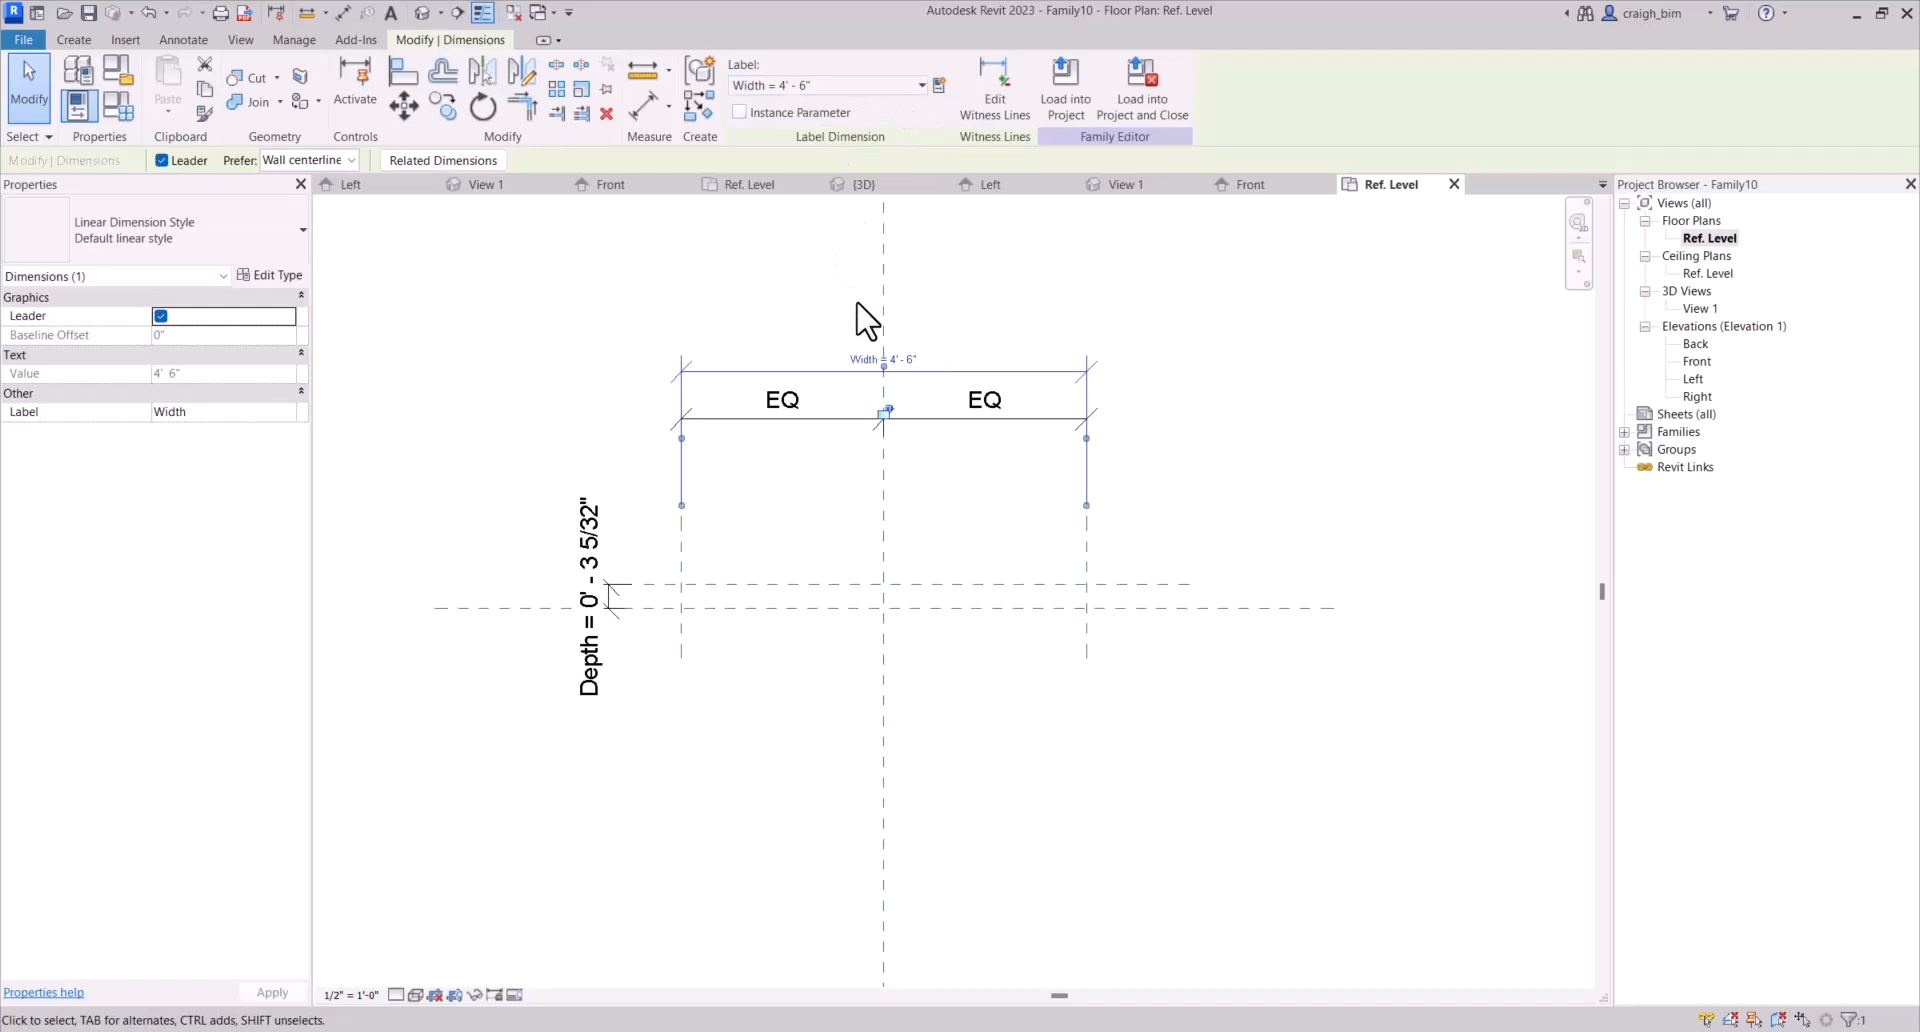 Autodesk Revit 2023 - Family10 - Floor Plan: Ref. Level
craigh_bim
File Create Insert Annotate Manage View Add-Ins Modify | Dimensions
Modify
Paste
Cut
Join
Activate
Label:
Width = 4' - 6"
Instance Parameter
Edit
Witness Lines
Load into
Project
Load into
Project and Close
Select Properties Clipboard Geometry Controls Modify Measure Create Label Dimension Witness Lines Family Editor
Modify | Dimensions Leader Prefer: Wall centerline Related Dimensions
Properties
Left View 1 Front Ref. Level {3D} Left View 1 Front Ref. Level
Project Browser - Family10
Linear Dimension Style
Default linear style
Dimensions (1) Edit Type
Graphics
Leader
Baseline Offset 0"
Text
Value 4' 6"
Other
Label Width
Width = 4' - 6"
EQ EQ
Depth = 0' - 3 5/32"
Views (all)
Floor Plans
Ref. Level
Ceiling Plans
Ref. Level
3D Views
View 1
Elevations (Elevation 1)
Back
Front
Left
Right
Sheets (all)
Families
Groups
Revit Links
Properties help Apply
1/2" = 1'-0"
Click to select, TAB for alternates, CTRL adds, SHIFT unselects.
:1